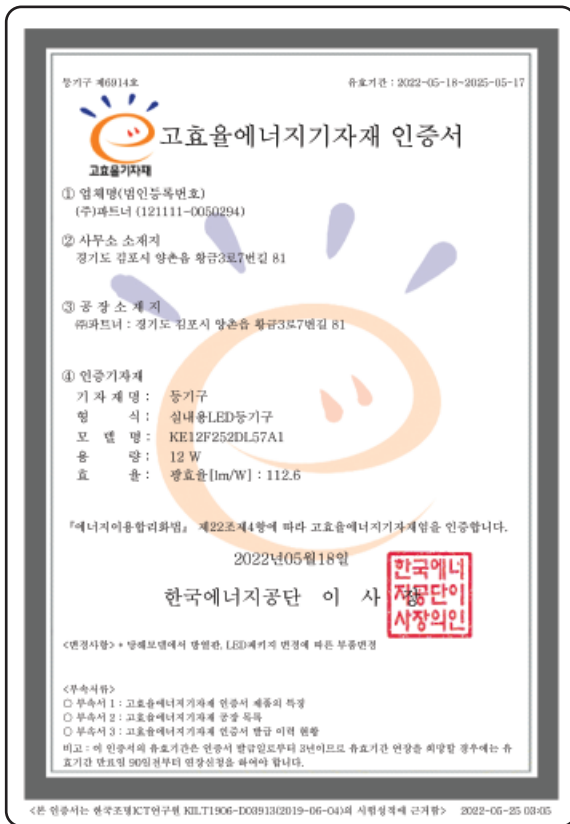 등기구 제6914호
유효기간 : 2022-05-18~2025-05-17
고효율기자재
고효율에너지기자재 인증서
① 업체명(법인등록번호)
(주)파트너 (121111-0050294)
② 사무소 소재지
경기도 김포시 양촌읍 황금3로7번길 81
③ 공 장 소 재 지
㈜파트너 : 경기도 김포시 양촌읍 황금3로7번길 81
④ 인증기자재
기 자 재 명 : 등기구
형 식 : 실내용LED등기구
모 델 명 : KE12F252DL57A1
용 량 : 12 W
효 율 : 광효율[lm/W] : 112.6
『에너지이용합리화법』 제22조제4항에 따라 고효율에너지기자재임을 인증합니다.
2022년05월18일
한국에너지공단 이 사 장
한국에너
지공단이
사장의인
<변경사항> * 당해모델에서 방열판, LED패키지 변경에 따른 부품변경
<부속서류>
○ 부속서 1 : 고효율에너지기자재 인증서 제품의 특징
○ 부속서 2 : 고효율에너지기자재 공장 목록
○ 부속서 3 : 고효율에너지기자재 인증서 발급 이력 현황
비고 : 이 인증서의 유효기간은 인증서 발급일로부터 3년이므로 유효기간 연장을 희망할 경우에는 유
효기간 만료일 90일전부터 연장신청을 하여야 합니다.
<본 인증서는 한국조명ICT연구원 KILT1906-D03913(2019-06-04)의 시험성적에 근거함> 2022-05-25 03:05